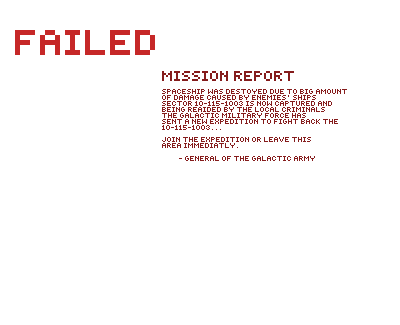 FAILED
MISSION REPORT
SPACESHIP WAS DESTOYED DUE TO BIG AMOUNT
OF DAMAGE CAUSED BY ENEMIES' SHIPS
SECTOR 10-115-1003 IS NOW CAPTURED AND
BEING REAIDED BY THE LOCAL CRIMINALS
THE GALACTIC MILITARY FORCE HAS
SENT A NEW EXPEDITION TO FIGHT BACK THE
10-115-1003...
JOIN THE EXPEDITION OR LEAVE THIS
AREA IMMEDIATLY.
- GENERAL OF THE GALACTIC ARMY